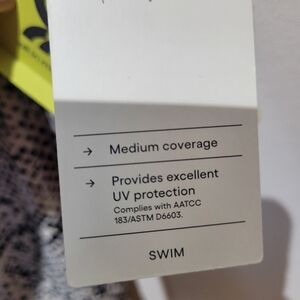 → Medium coverage
→ Provides excellent
UV protection
Complies with AATCC
183/ASTM D6603.
SWIM